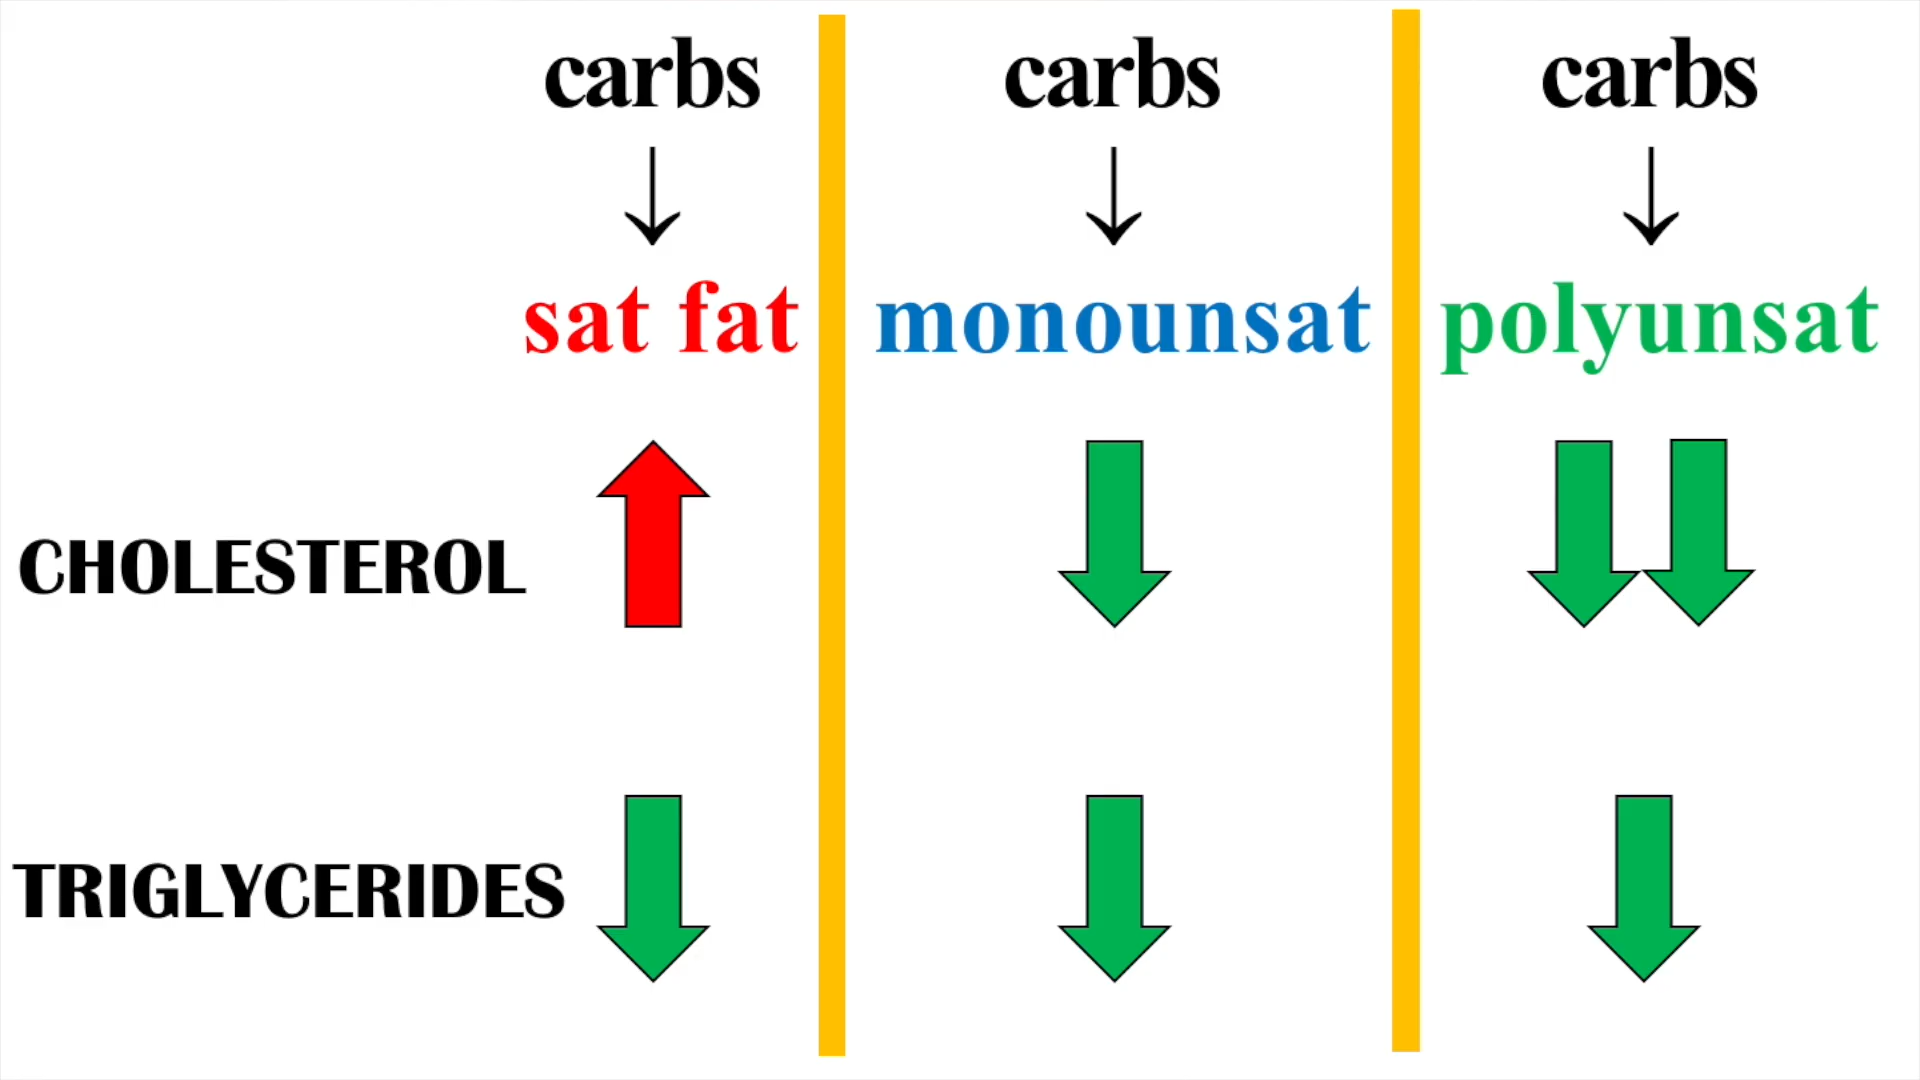 carbs carbs carbs
sat fat monounsat polyunsat
CHOLESTEROL
TRIGLYCERIDES